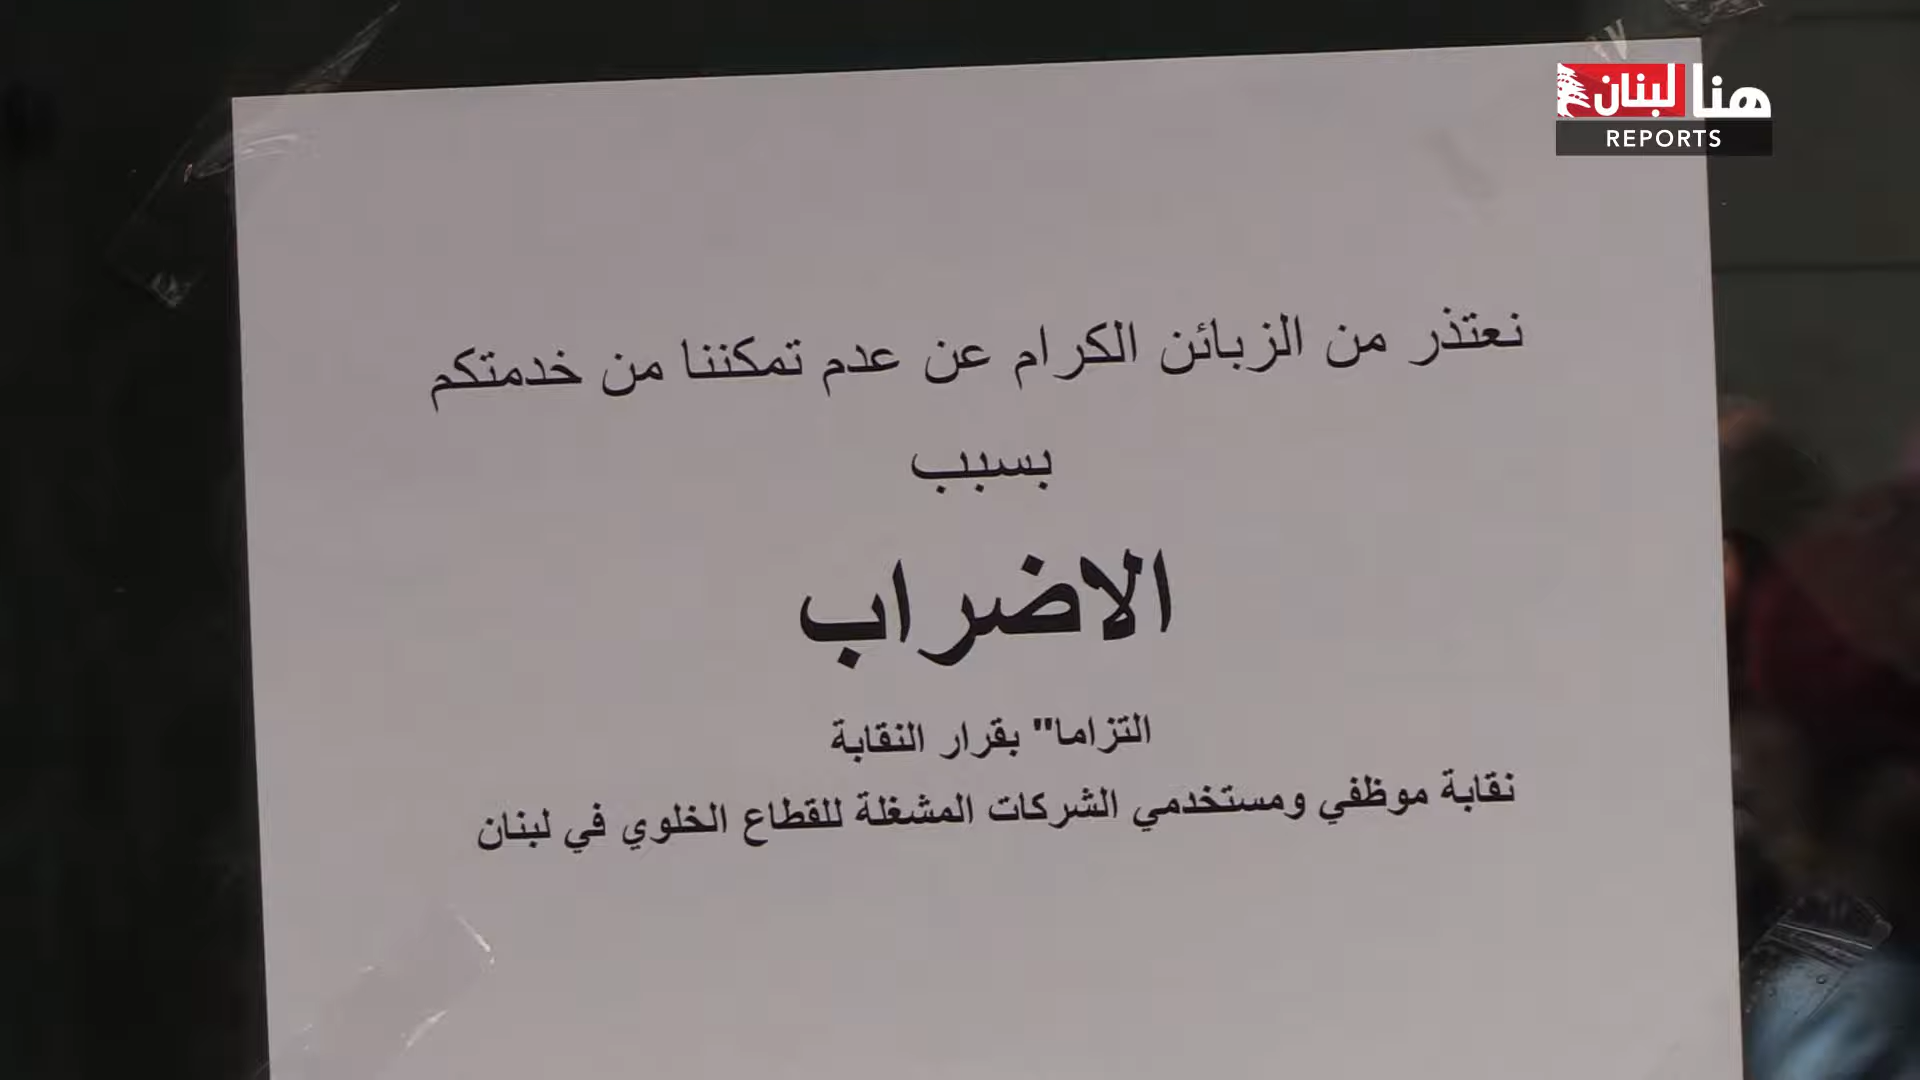 هنا لبنان
REPORTS
نعتذر من الزبائن الكرام عن عدم تمكننا من خدمتكم
بسبب
الاضراب
التزاما" بقرار النقابة
نقابة موظفي ومستخدمي الشركات المشغلة للقطاع الخلوي في لبنان